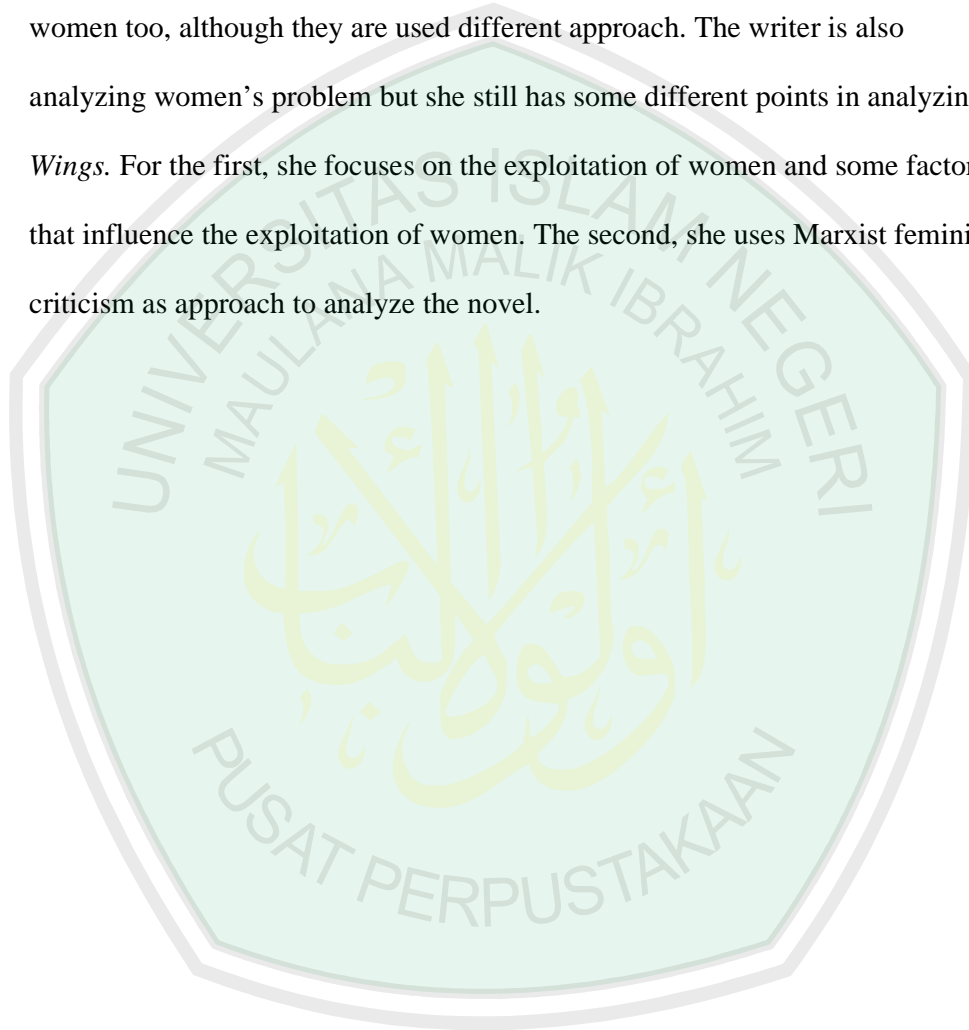 women too, although they are used different approach. The writer is also
analyzing women's problem but she still has some different points in analyzin
Wings. For the first, she focuses on the exploitation of women and some factor
that influence the exploitation of women. The second, she uses Marxist femini
criticism as approach to analyze the novel.
UNIVERSITAS ISLAM NEGERI
MAULANA MALIK IBRAHIM
أولوا الألباب
PUSAT PERPUSTAKAAN